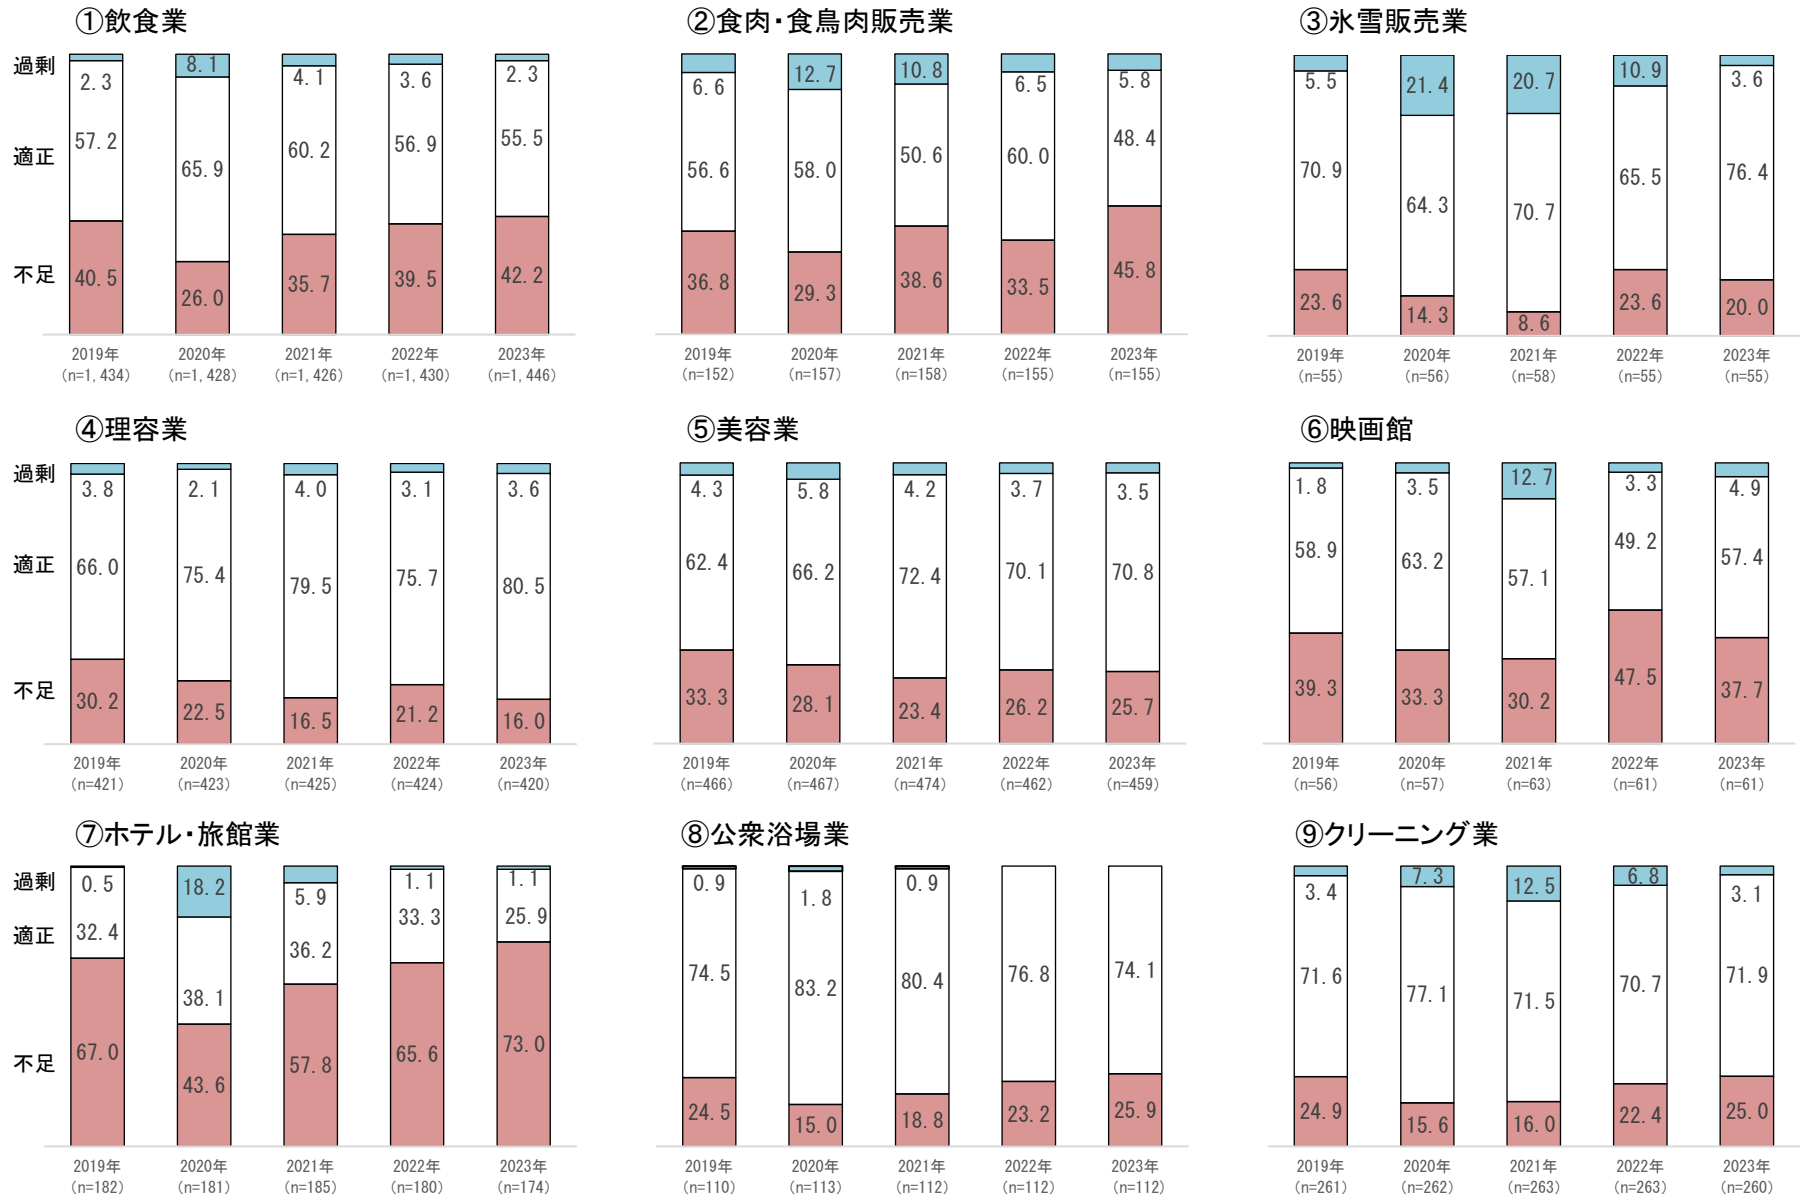 ①飲食業
過剰
適正
不足
2.3
8.1
4.1
3.6
2.3
57.2
65.9
60.2
56.9
55.5
40.5
26.0
35.7
39.5
42.2
2019年
2020年
2021年
2022年
2023年
(n=1,434)
(n=1,428)
(n=1,426)
(n=1,430)
(n=1,446)
②食肉・食鳥肉販売業
6.6
12.7
10.8
6.5
5.8
56.6
58.0
50.6
60.0
48.4
36.8
29.3
38.6
33.5
45.8
2019年
2020年
2021年
2022年
2023年
(n=152)
(n=157)
(n=158)
(n=155)
(n=155)
③氷雪販売業
5.5
21.4
20.7
10.9
3.6
70.9
64.3
70.7
65.5
76.4
23.6
14.3
8.6
23.6
20.0
2019年
2020年
2021年
2022年
2023年
(n=55)
(n=56)
(n=58)
(n=55)
(n=55)
④理容業
過剰
適正
不足
3.8
2.1
4.0
3.1
3.6
66.0
75.4
79.5
75.7
80.5
30.2
22.5
16.5
21.2
16.0
2019年
2020年
2021年
2022年
2023年
(n=421)
(n=423)
(n=425)
(n=424)
(n=420)
⑤美容業
4.3
5.8
4.2
3.7
3.5
62.4
66.2
72.4
70.1
70.8
33.3
28.1
23.4
26.2
25.7
2019年
2020年
2021年
2022年
2023年
(n=466)
(n=467)
(n=474)
(n=462)
(n=459)
⑥映画館
1.8
3.5
12.7
3.3
4.9
58.9
63.2
57.1
49.2
57.4
39.3
33.3
30.2
47.5
37.7
2019年
2020年
2021年
2022年
2023年
(n=56)
(n=57)
(n=63)
(n=61)
(n=61)
⑦ホテル・旅館業
過剰
適正
不足
0.5
18.2
5.9
1.1
1.1
32.4
38.1
36.2
33.3
25.9
67.0
43.6
57.8
65.6
73.0
2019年
2020年
2021年
2022年
2023年
(n=182)
(n=181)
(n=185)
(n=180)
(n=174)
⑧公衆浴場業
0.9
1.8
0.9
74.5
83.2
80.4
76.8
74.1
24.5
15.0
18.8
23.2
25.9
2019年
2020年
2021年
2022年
2023年
(n=110)
(n=113)
(n=112)
(n=112)
(n=112)
⑨クリーニング業
3.4
7.3
12.5
6.8
3.1
71.6
77.1
71.5
70.7
71.9
24.9
15.6
16.0
22.4
25.0
2019年
2020年
2021年
2022年
2023年
(n=261)
(n=262)
(n=263)
(n=263)
(n=260)